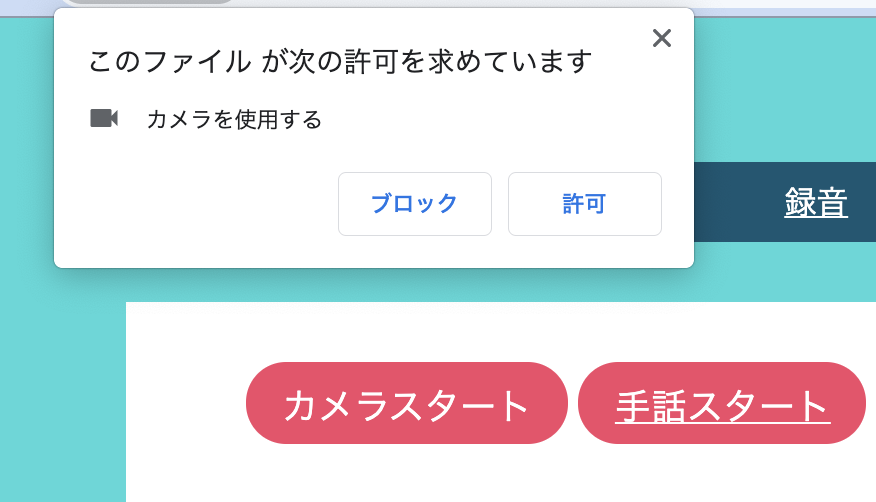 このファイル が次の許可を求めています
カメラを使用する
ブロック
許可
録音
カメラスタート
手話スタート